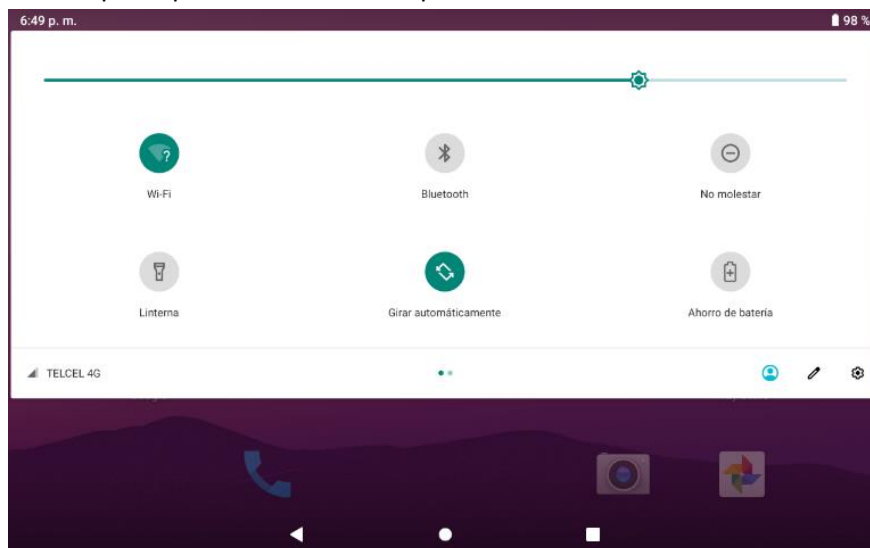 6:49 p. m.
98 %
Wi-Fi
Bluetooth
No molestar
Linterna
Girar automáticamente
Ahorro de batería
TELCEL 4G